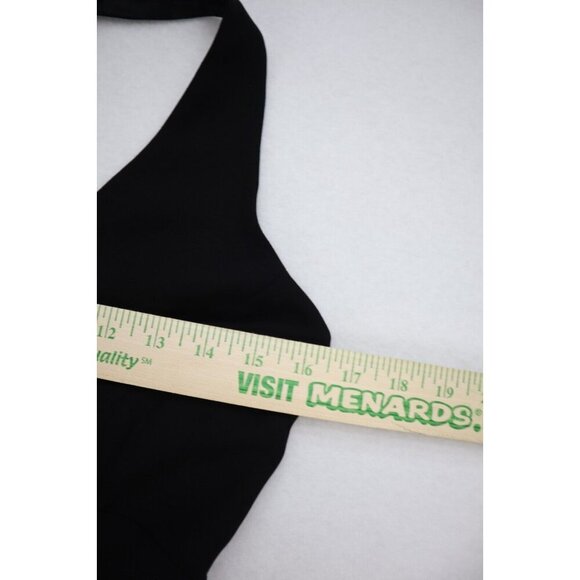 12 13 14 15 16 17 18 19
uality SM
VISIT MENARDS®.